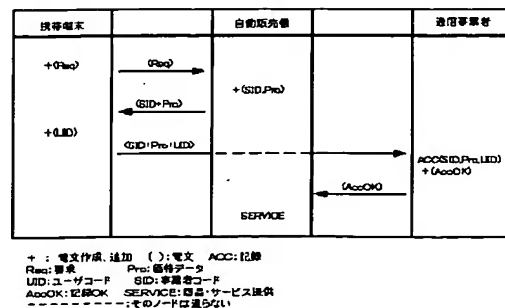 携帯端末 自動販売機 通信事業者
+(Req) (Req)
+(SID,Pro)
(SID+Pro)
+(UID)
(SID+Pro+UID)
ACC(SID,Pro,UID)
+(AccOK)
(AccOK)
SERVICE
+ : 電文作成、追加 ( ):電文 ACC:記録
Req:要求 Pro:価格データ
UID:ユーザコード SID:事業者コード
AccOK:記録OK SERVICE:商品・サービス提供
---------:そのノードは通らない